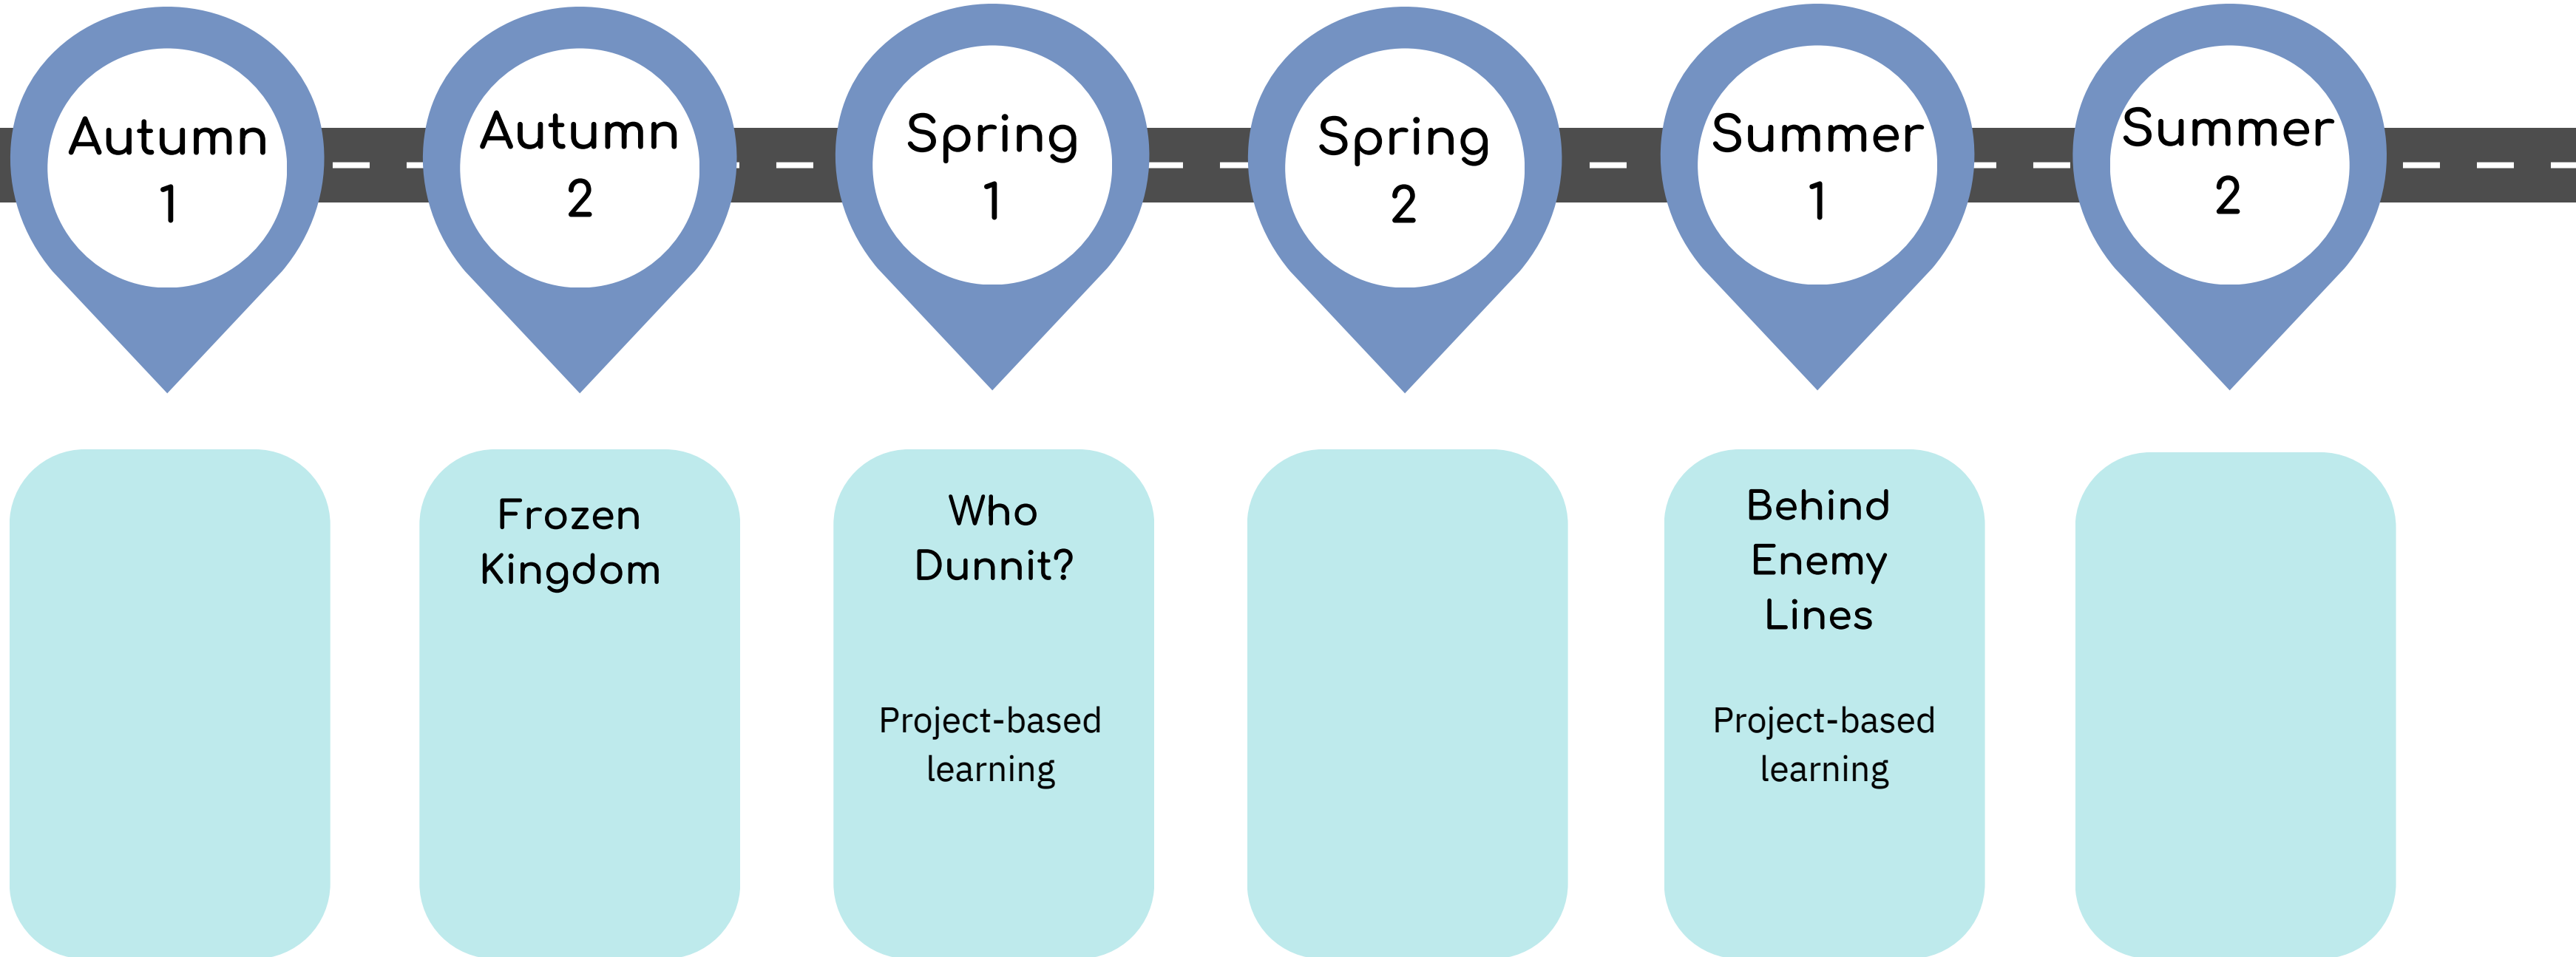 Autumn
1
Autumn
2
Spring
1
Spring
2
Summer
1
Summer
2
Frozen
Kingdom
Who
Dunnit?
Project-based
learning
Behind
Enemy
Lines
Project-based
learning